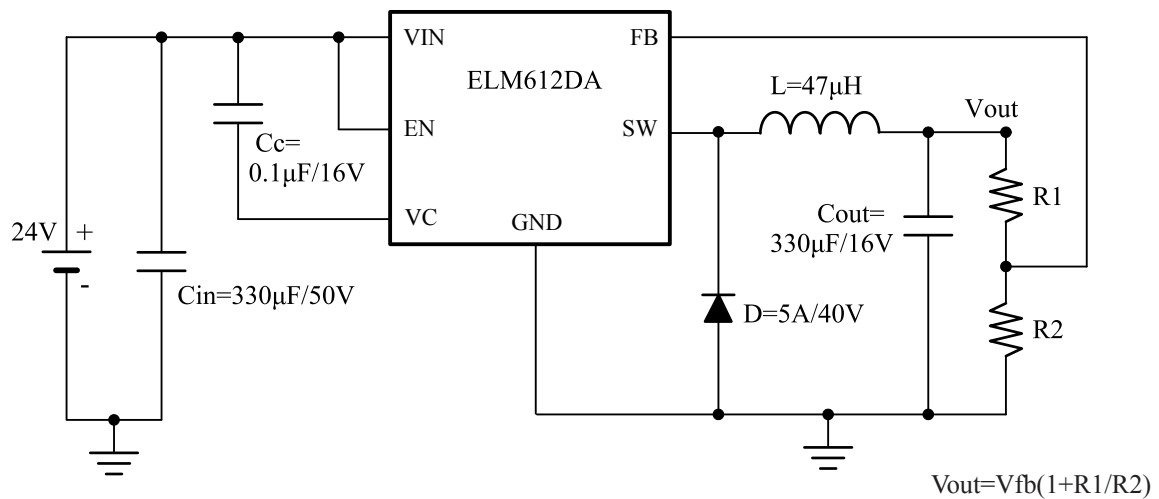 VIN
FB
ELM612DA
L=47μH
Vout
EN
SW
Cc=
0.1μF/16V
R1
VC
GND
Cout=
330μF/16V
24V
+
-
Cin=330μF/50V
D=5A/40V
R2
Vout=Vfb(1+R1/R2)